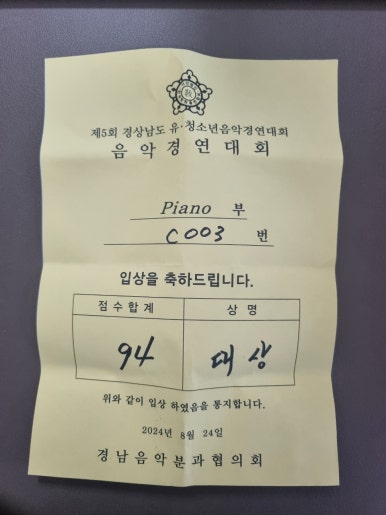 제5회 경상남도 유·청소년음악경연대회
음악경연대회
Piano 부
C003 번
입상을 축하드립니다.
점수합계 상명
94 대상
위와 같이 입상 하였음을 통지합니다.
2024년 8월 24일
경남음악분과협의회